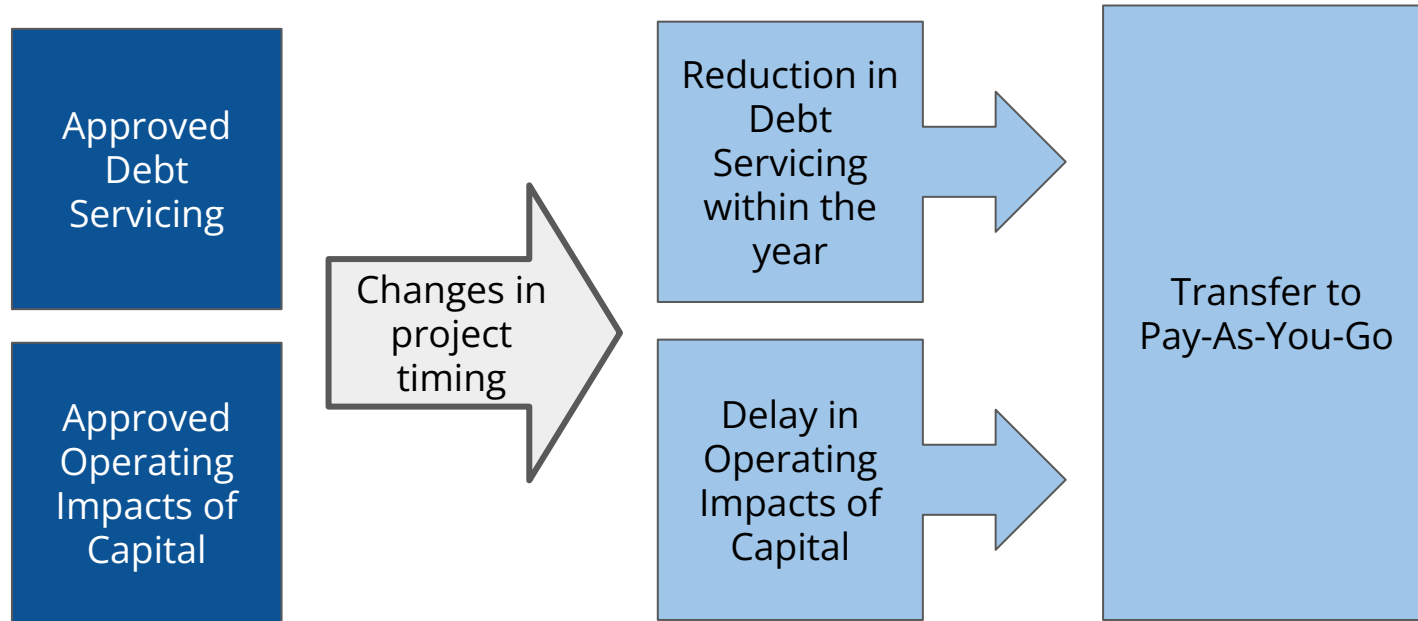 Approved
Debt
Servicing
Approved
Operating
Impacts of
Capital
Changes in
project
timing
Reduction in
Debt
Servicing
within the
year
Delay in
Operating
Impacts of
Capital
Transfer to
Pay-As-You-Go